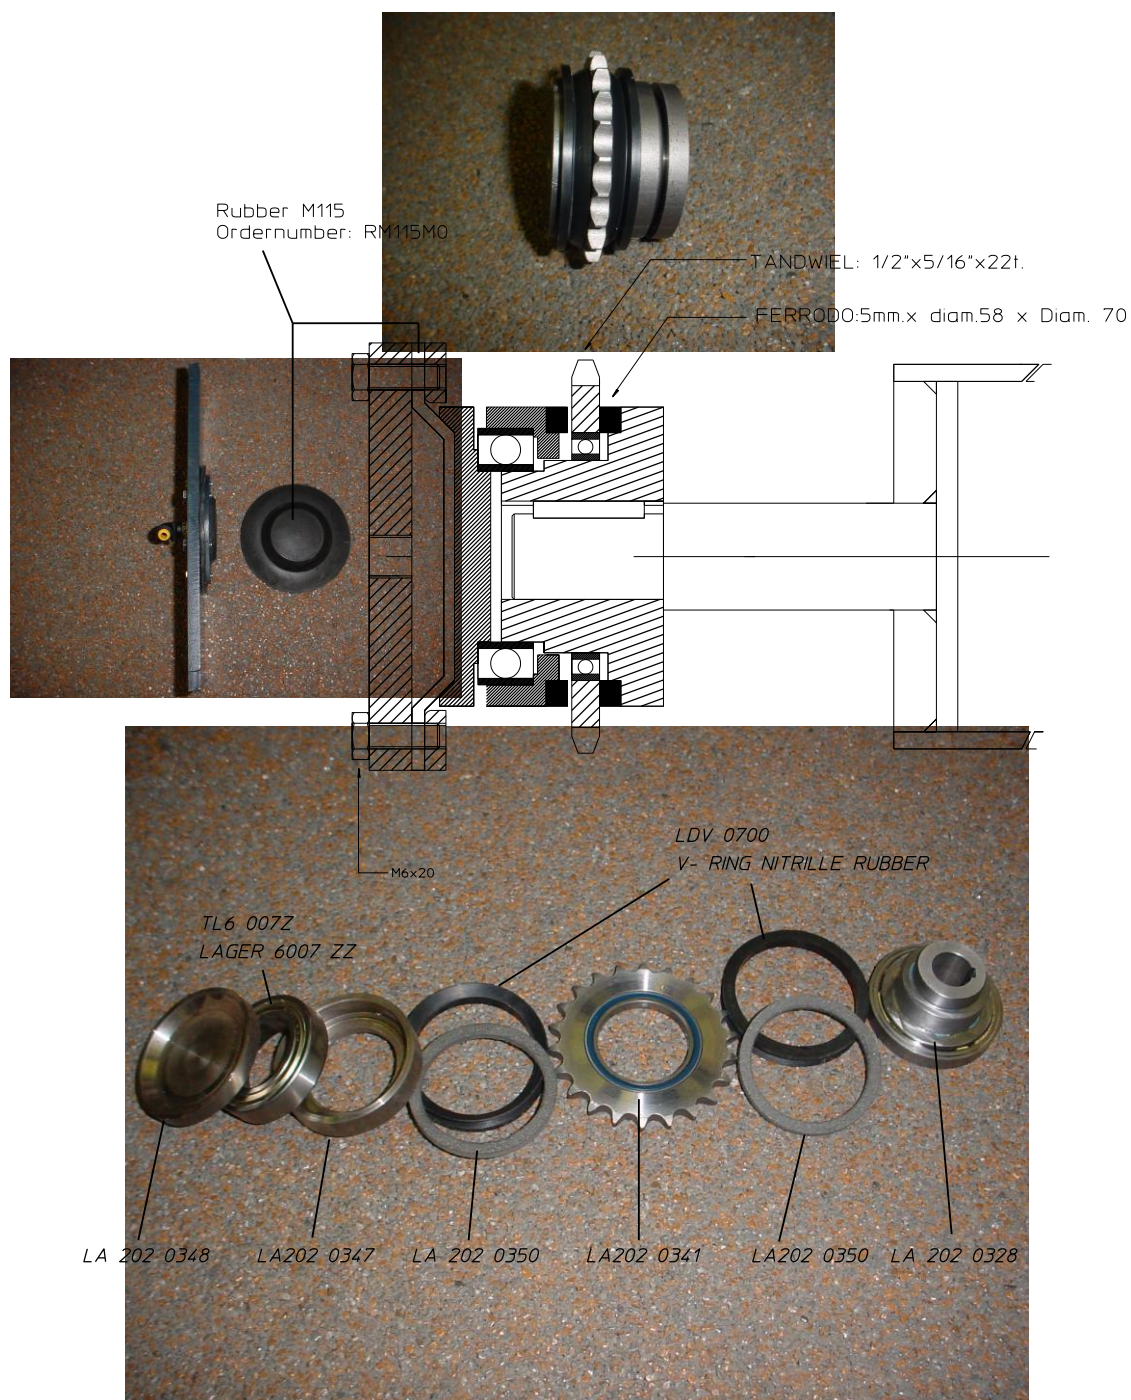 Rubber M115
Ordernumber: RM115M0
TANDWIEL: 1/2"x5/16"x22t.
FERRODO:5mm.x diam.58 x Diam. 70
LDV 0700
V- RING NITRILLE RUBBER
M6x20
TL6 007Z
LAGER 6007 ZZ
LA 202 0348
LA202 0347
LA 202 0350
LA202 0341
LA202 0350
LA 202 0328